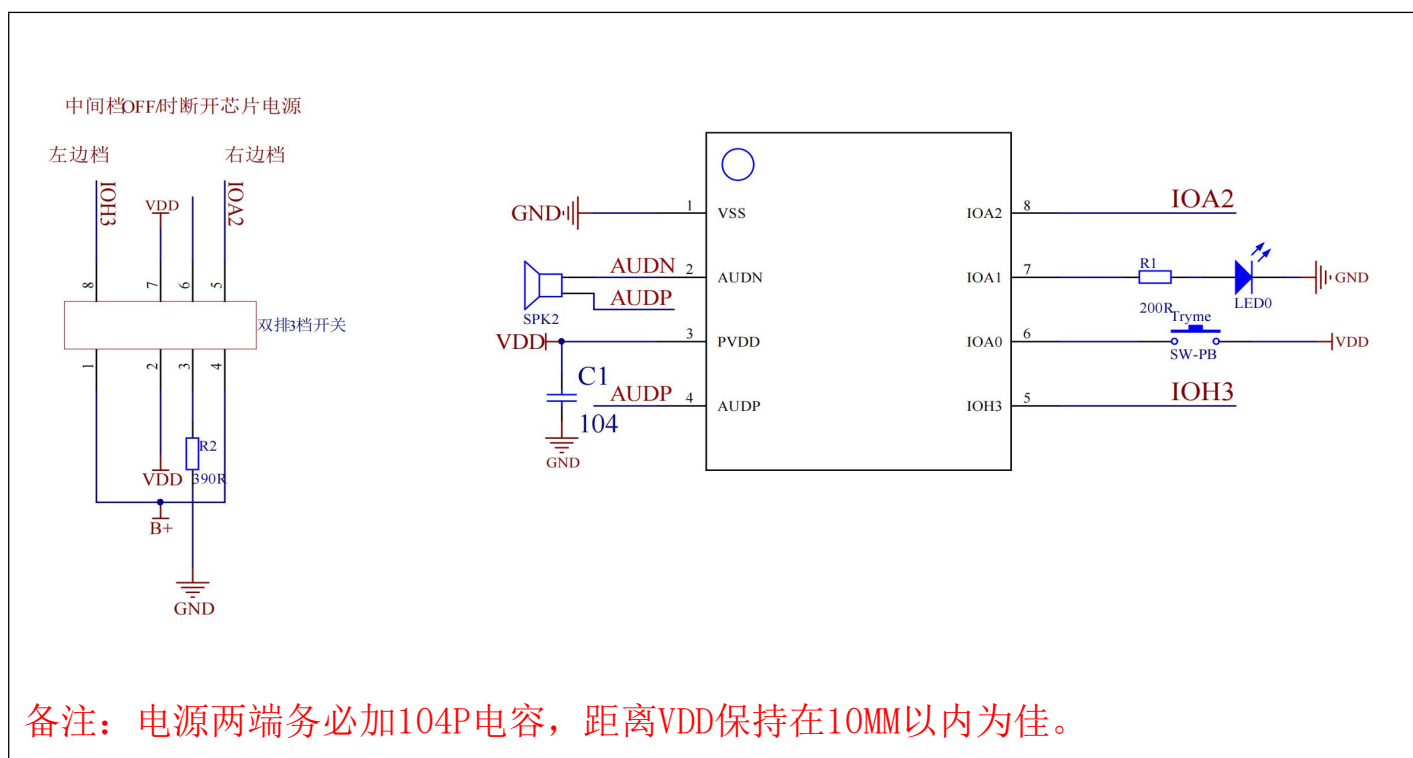 中间档OFF/时断开芯片电源
左边档
右边档
IOH3
VDD
IOA2
8
7
6
5
双排3档开关
1
2
3
4
R2
390R
VDD
B+
GND
GND
1
VSS
IOA2
8
IOA2
AUDN
2
AUDN
IOA1
7
R1
200R
LED0
GND
AUDP
SPK2
VDD
3
PVDD
IOA0
6
Tryme
SW-PB
VDD
C1
104
GND
AUDP
4
AUDP
IOH3
5
IOH3
备注：电源两端务必加104P电容，距离VDD保持在10MM以内为佳。